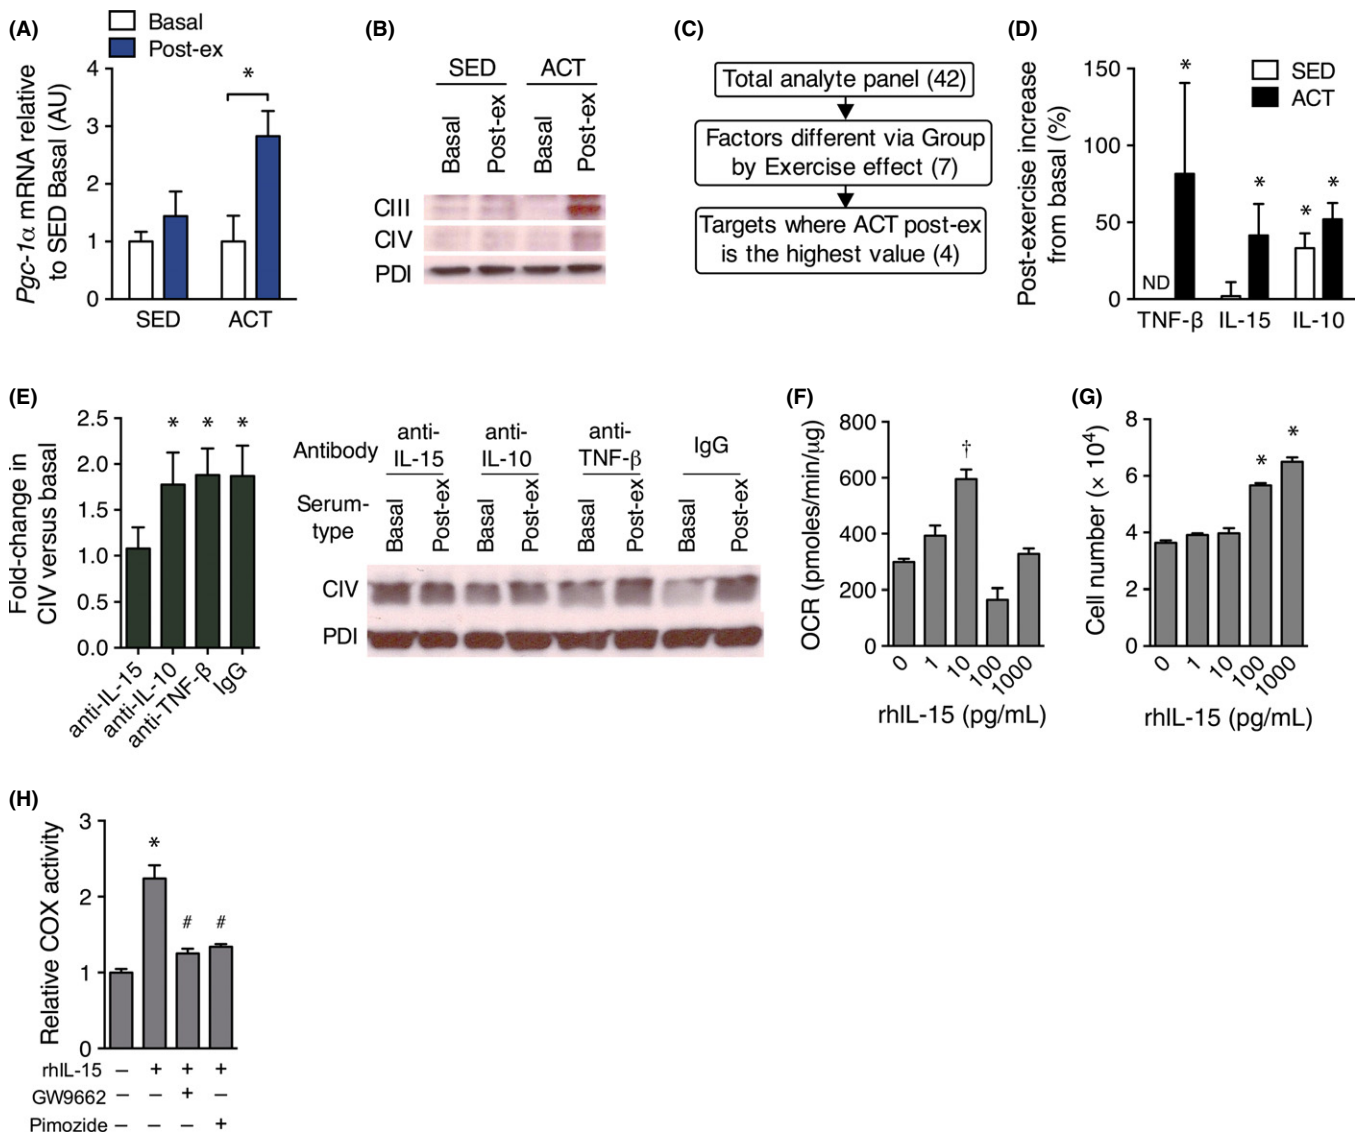 (A)
Basal
Post-ex
Pgc-1α mRNA relative
to SED Basal (AU)
4
3
2
1
0
*
SED
ACT
(B)
SED
ACT
Basal
Post-ex
Basal
Post-ex
CIII
CIV
PDI
(C)
Total analyte panel (42)
Factors different via Group
by Exercise effect (7)
Targets where ACT post-ex
is the highest value (4)
(D)
Post-exercise increase
from basal (%)
150
100
50
0
SED
ACT
*
*
*
*
ND
TNF-β
IL-15
IL-10
(E)
Fold-change in
CIV versus basal
2.5
2.0
1.5
1.0
0.5
0.0
* * *
anti-IL-15
anti-IL-10
anti-TNF-β
IgG
Antibody
anti-
IL-15
anti-
IL-10
anti-
TNF-β
IgG
Serum-
type
Basal
Post-ex
Basal
Post-ex
Basal
Post-ex
Basal
Post-ex
CIV
PDI
(F)
OCR (pmoles/min/µg)
800
600
400
200
0
†
0
1
10
100
1000
rhIL-15 (pg/mL)
(G)
Cell number (× 10⁴)
8
6
4
2
0
*
*
0
1
10
100
1000
rhIL-15 (pg/mL)
(H)
Relative COX activity
3
2
1
0
*
#
#
rhIL-15 – + + +
GW9662 – – + –
Pimozide – – – +